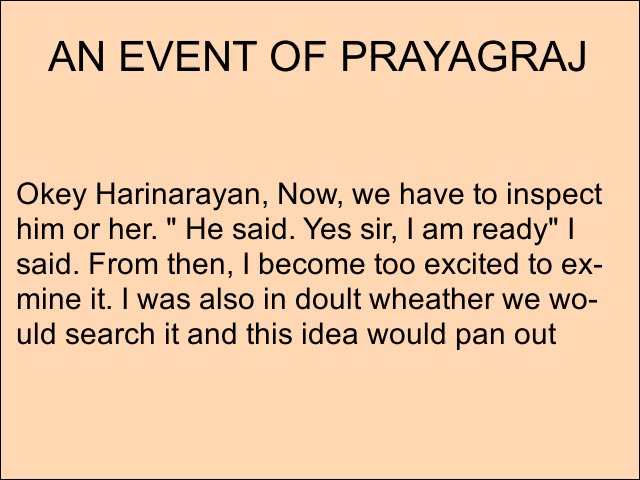 AN EVENT OF PRAYAGRAJ
Okey Harinarayan, Now, we have to inspect
him or her. " He said. Yes sir, I am ready" I
said. From then, I become too excited to ex-
mine it. I was also in doult wheather we wo-
uld search it and this idea would pan out